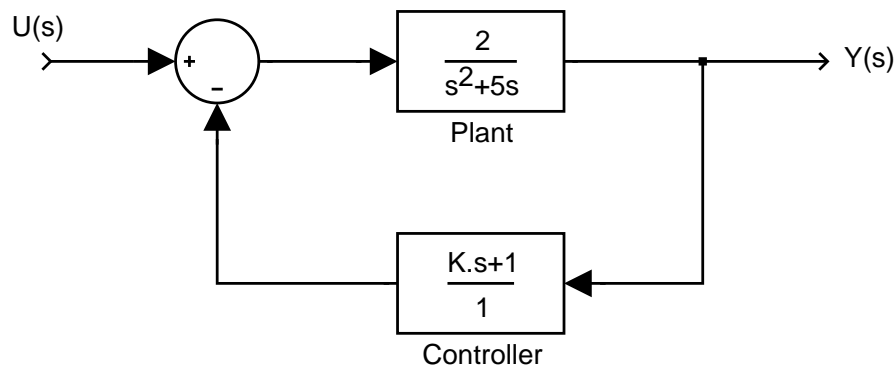 U(s)
+
−
2
s²+5s
Plant
Y(s)
K.s+1
1
Controller